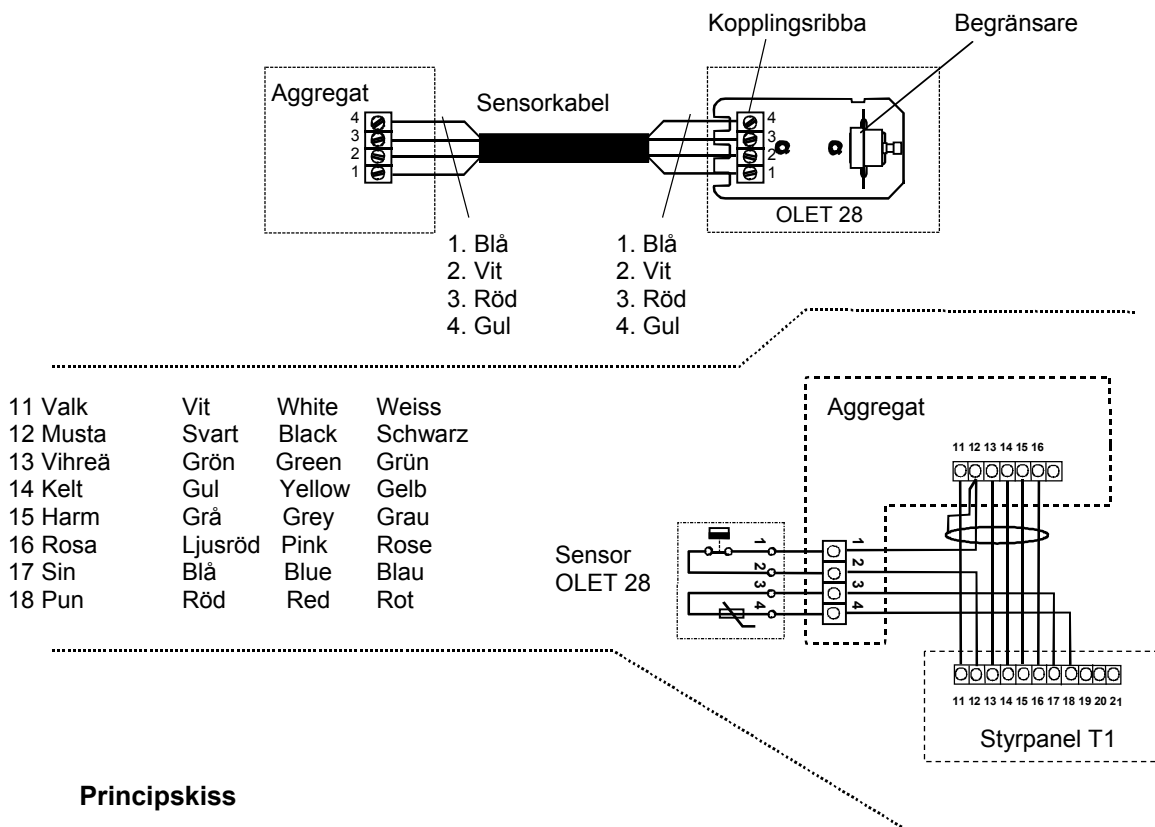 Kopplingsribba Begränsare
Aggregat
Sensorkabel
4
3
2
1
4
3
2
1
OLET 28
1. Blå
2. Vit
3. Röd
4. Gul
1. Blå
2. Vit
3. Röd
4. Gul
11 Valk Vit White Weiss
12 Musta Svart Black Schwarz
13 Vihreä Grön Green Grün
14 Kelt Gul Yellow Gelb
15 Harm Grå Grey Grau
16 Rosa Ljusröd Pink Rose
17 Sin Blå Blue Blau
18 Pun Röd Red Rot
Aggregat
11 12 13 14 15 16
Sensor
OLET 28
1
2
3
4
1
2
3
4
11 12 13 14 15 16 17 18 19 20 21
Styrpanel T1
Principskiss